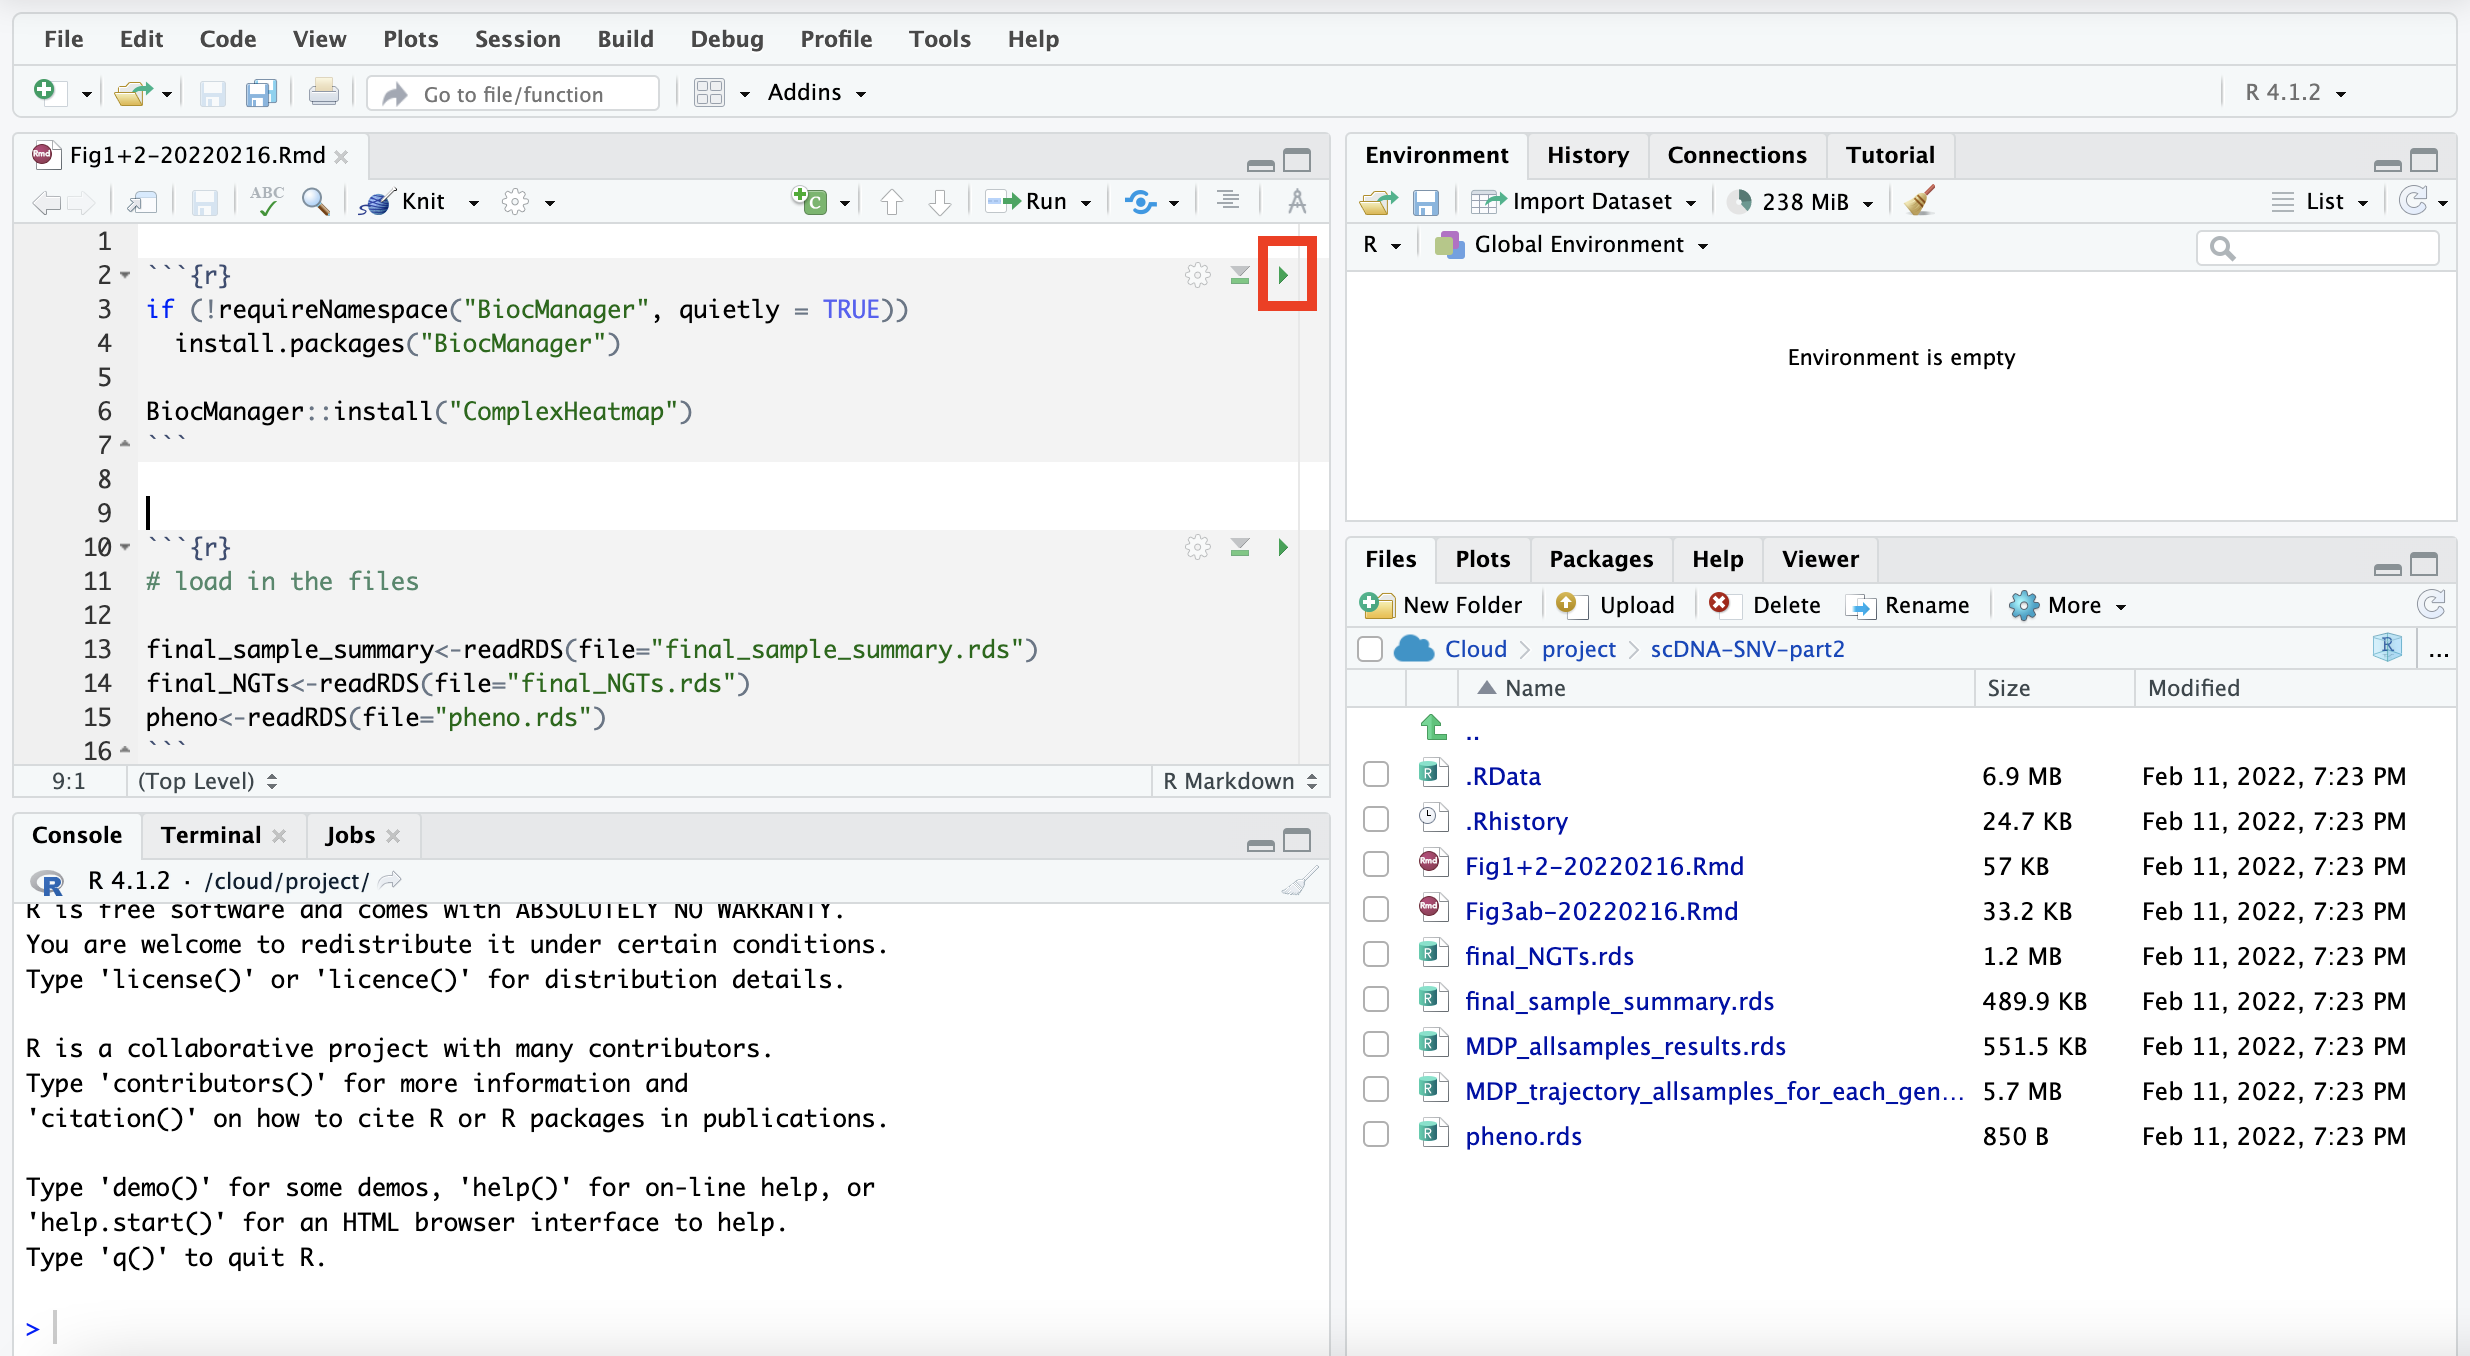 File Edit Code View Plots Session Build Debug Profile Tools Help
Go to file/function Addins R 4.1.2
Fig1+2-20220216.Rmd
ABC Knit Run
1
2 ```{r}
3 if (!requireNamespace("BiocManager", quietly = TRUE))
4 install.packages("BiocManager")
5
6 BiocManager::install("ComplexHeatmap")
7 ```
8
9
10 ```{r}
11 # load in the files
12
13 final_sample_summary<-readRDS(file="final_sample_summary.rds")
14 final_NGTs<-readRDS(file="final_NGTs.rds")
15 pheno<-readRDS(file="pheno.rds")
16 ```
9:1 (Top Level) R Markdown
Console Terminal Jobs
R 4.1.2 · /cloud/project/
R is free software and comes with ABSOLUTELY NO WARRANTY.
You are welcome to redistribute it under certain conditions.
Type 'license()' or 'licence()' for distribution details.
R is a collaborative project with many contributors.
Type 'contributors()' for more information and
'citation()' on how to cite R or R packages in publications.
Type 'demo()' for some demos, 'help()' for on-line help, or
'help.start()' for an HTML browser interface to help.
Type 'q()' to quit R.
>
Environment History Connections Tutorial
Import Dataset 238 MiB List
R Global Environment
Environment is empty
Files Plots Packages Help Viewer
New Folder Upload Delete Rename More
Cloud project scDNA-SNV-part2 ...
Name Size Modified
..
.RData 6.9 MB Feb 11, 2022, 7:23 PM
.Rhistory 24.7 KB Feb 11, 2022, 7:23 PM
Fig1+2-20220216.Rmd 57 KB Feb 11, 2022, 7:23 PM
Fig3ab-20220216.Rmd 33.2 KB Feb 11, 2022, 7:23 PM
final_NGTs.rds 1.2 MB Feb 11, 2022, 7:23 PM
final_sample_summary.rds 489.9 KB Feb 11, 2022, 7:23 PM
MDP_allsamples_results.rds 551.5 KB Feb 11, 2022, 7:23 PM
MDP_trajectory_allsamples_for_each_gen... 5.7 MB Feb 11, 2022, 7:23 PM
pheno.rds 850 B Feb 11, 2022, 7:23 PM